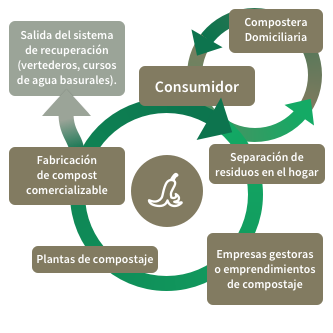 Salida del sistema
de recuperación
(vertederos, cursos
de agua basurales).
Compostera
Domiciliaria
Consumidor
Fabricación
de compost
comercializable
Separación de
residuos en el hogar
Plantas de compostaje
Empresas gestoras
o emprendimientos
de compostaje